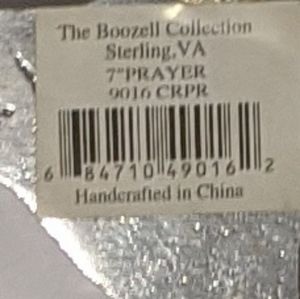 The Boozell Collection
Sterling,VA
7"PRAYER
9016 CRPR
6 84710 49016 2
Handcrafted in China